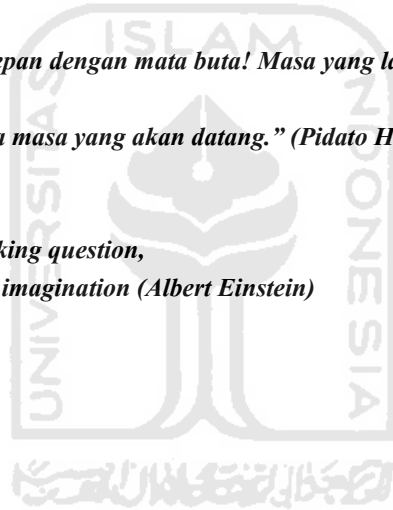 ISLAM
UNIVERSITAS
INDONESIA
epan dengan mata buta! Masa yang la
a masa yang akan datang.” (Pidato H
king question,
imagination (Albert Einstein)